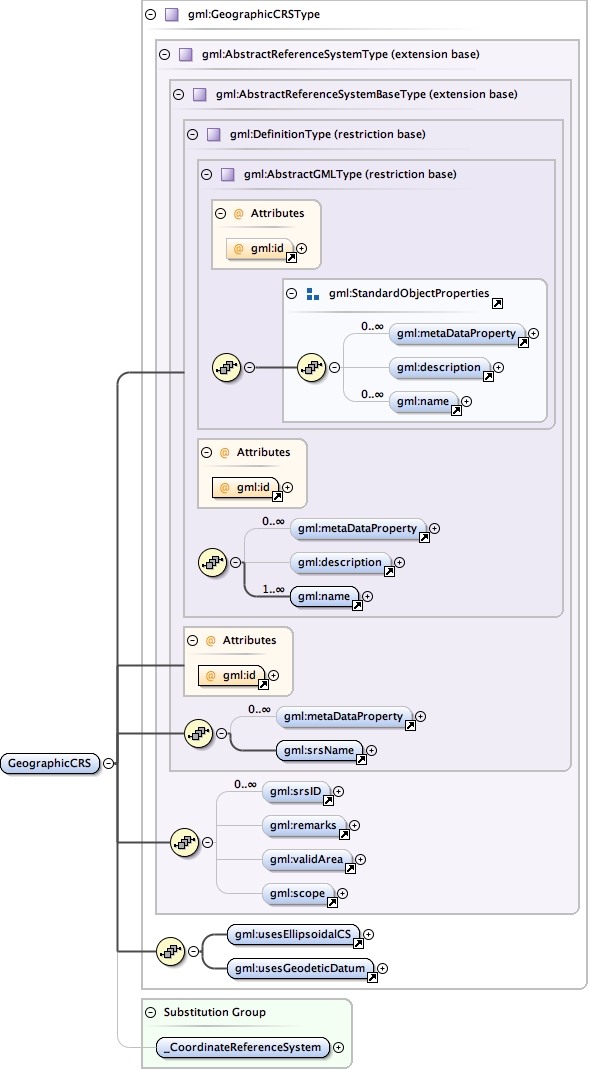 gml:GeographicCRSType
gml:AbstractReferenceSystemType (extension base)
gml:AbstractReferenceSystemBaseType (extension base)
gml:DefinitionType (restriction base)
gml:AbstractGMLType (restriction base)
@ Attributes
@ gml:id
gml:StandardObjectProperties
0..∞
gml:metaDataProperty
gml:description
0..∞
gml:name
@ Attributes
@ gml:id
0..∞
gml:metaDataProperty
gml:description
1..∞
gml:name
@ Attributes
@ gml:id
0..∞
gml:metaDataProperty
gml:srsName
GeographicCRS
0..∞
gml:srsID
gml:remarks
gml:validArea
gml:scope
gml:usesEllipsoidalCS
gml:usesGeodeticDatum
Substitution Group
_CoordinateReferenceSystem